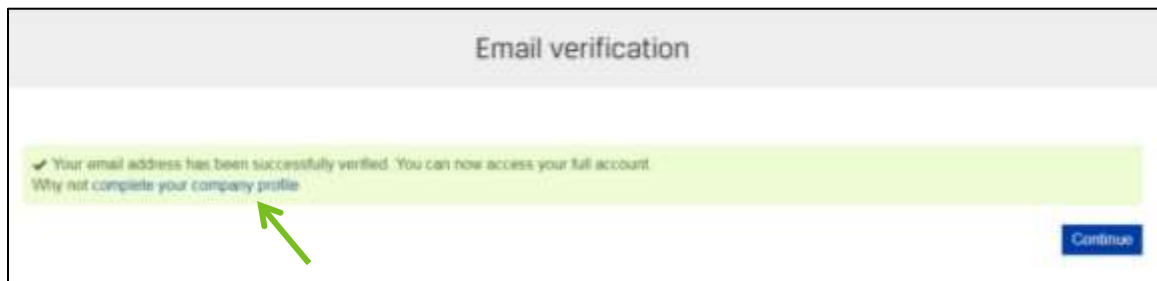 Email verification
✔ Your email address has been successfully verified. You can now access your full account
Why not complete your company profile
Continue